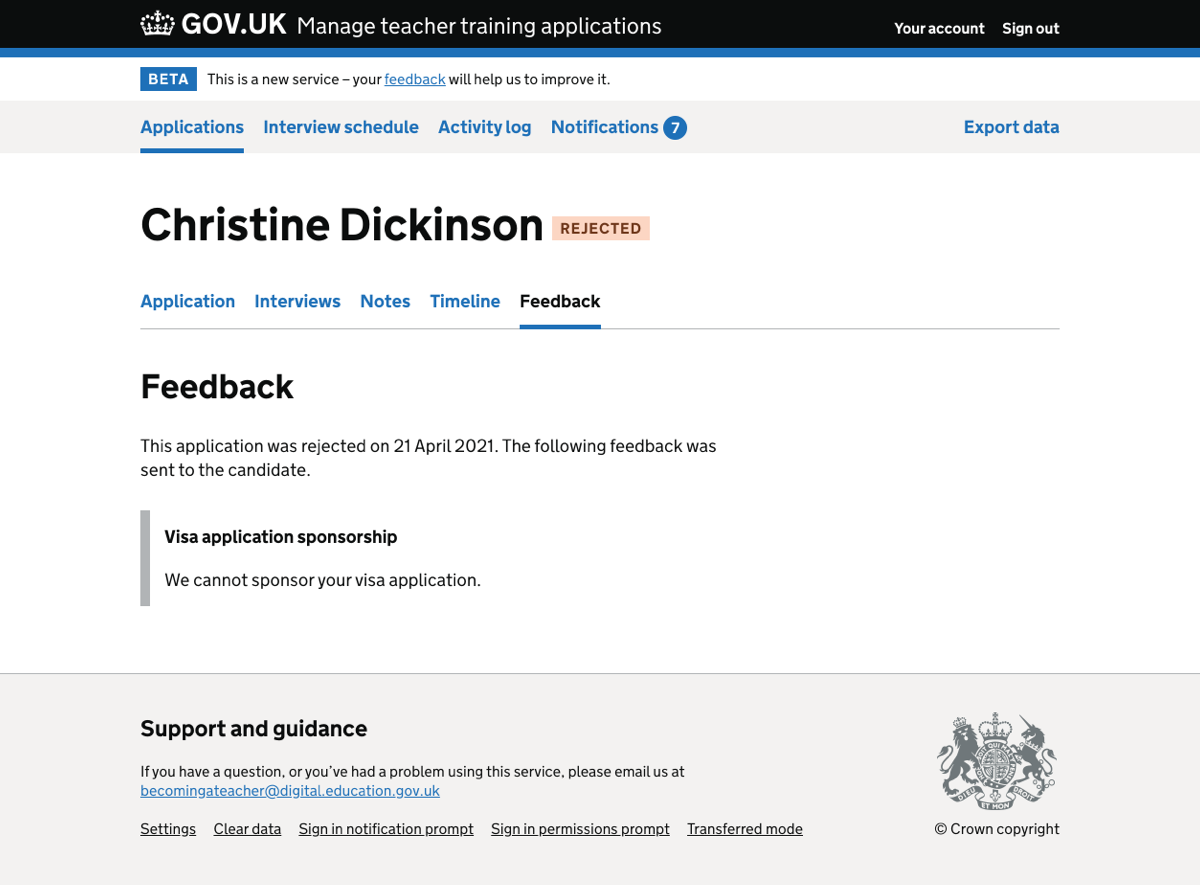 GOV.UK Manage teacher training applications
Your account Sign out
BETA This is a new service – your feedback will help us to improve it.
Applications Interview schedule Activity log Notifications 7 Export data
Christine Dickinson REJECTED
Application Interviews Notes Timeline Feedback
Feedback
This application was rejected on 21 April 2021. The following feedback was
sent to the candidate.
Visa application sponsorship
We cannot sponsor your visa application.
Support and guidance
If you have a question, or you’ve had a problem using this service, please email us at
becomingateacher@digital.education.gov.uk
Settings Clear data Sign in notification prompt Sign in permissions prompt Transferred mode
DIEU ET MON DROIT
© Crown copyright